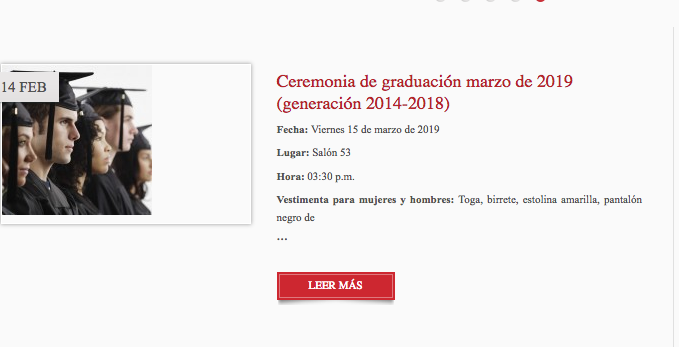 14 FEB
Ceremonia de graduación marzo de 2019
(generación 2014-2018)
Fecha: Viernes 15 de marzo de 2019
Lugar: Salón 53
Hora: 03:30 p.m.
Vestimenta para mujeres y hombres: Toga, birrete, estolina amarilla, pantalón
negro de
...
LEER MÁS